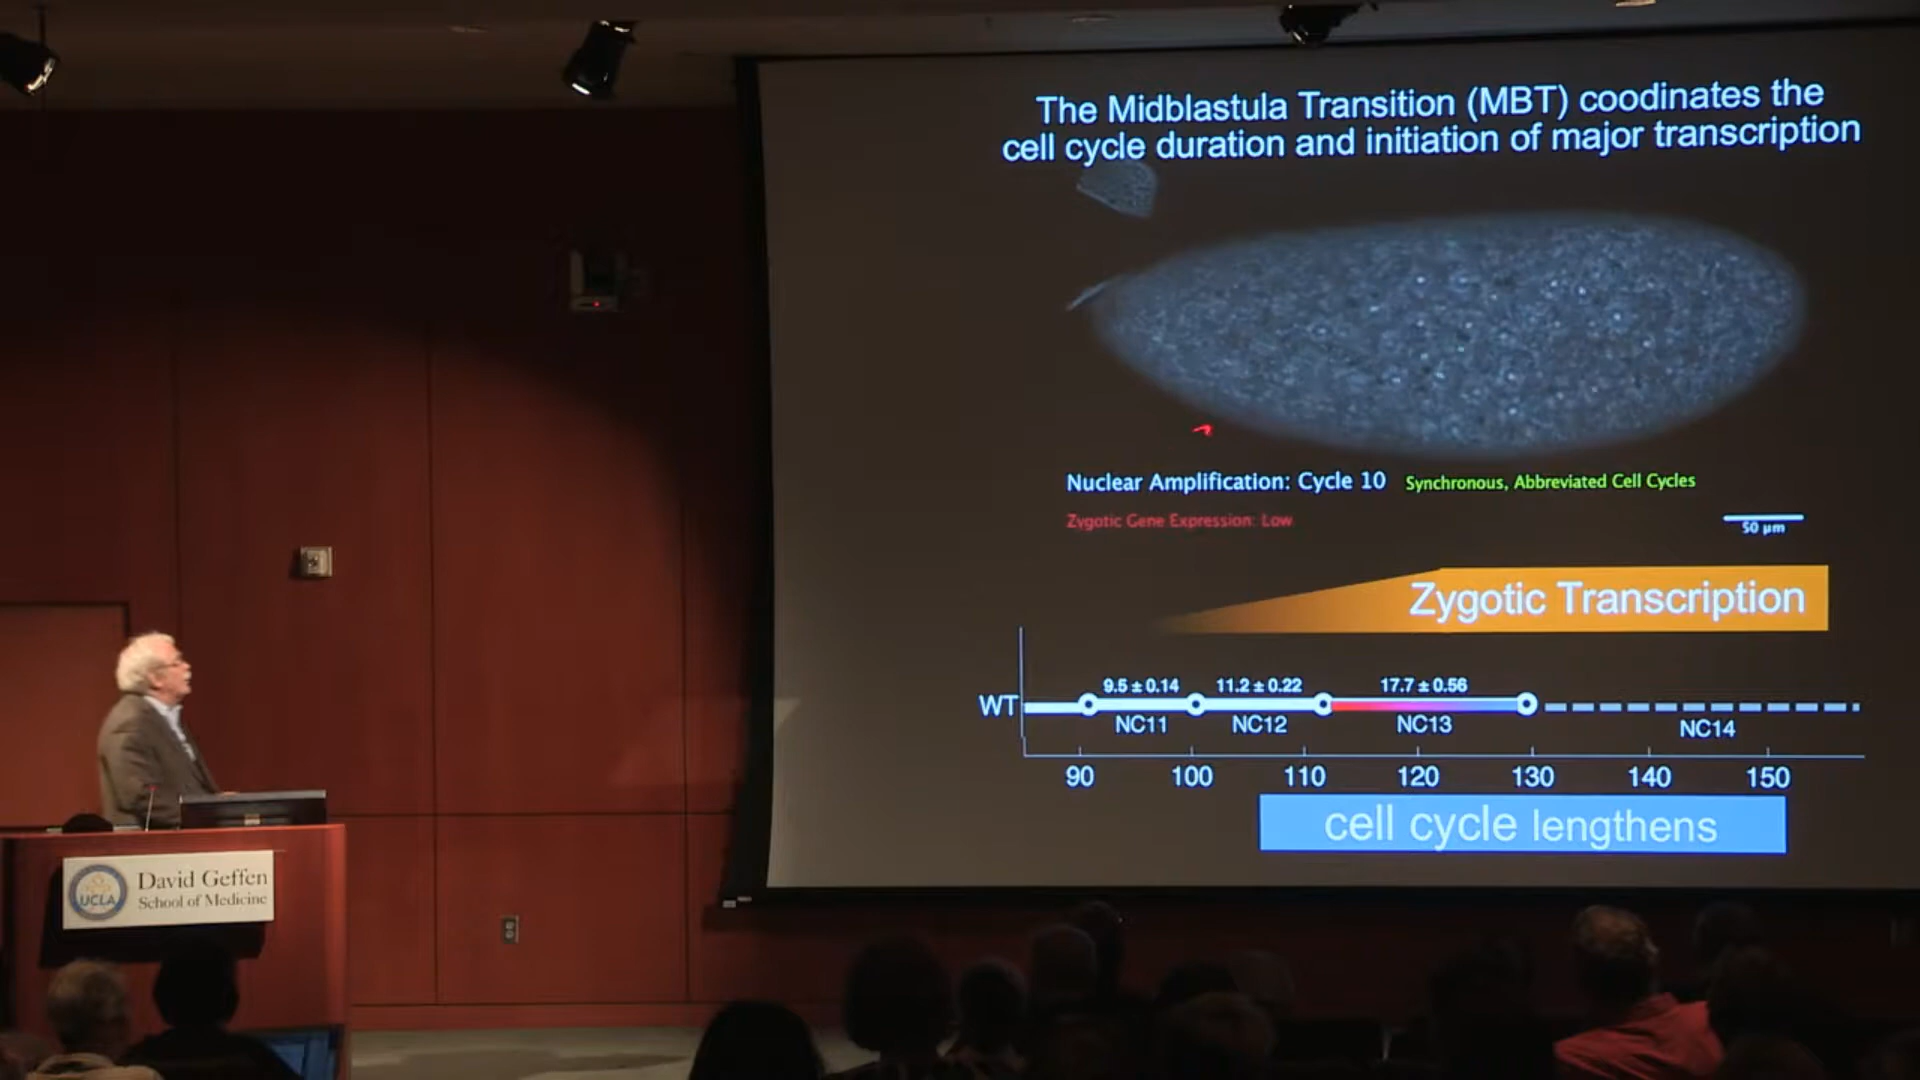 The Midblastula Transition (MBT) coodinates the
cell cycle duration and initiation of major transcription
Nuclear Amplification: Cycle 10 Synchronous, Abbreviated Cell Cycles
Zygotic Gene Expression: Low
50 µm
Zygotic Transcription
9.5 ± 0.14 11.2 ± 0.22 17.7 ± 0.56
WT
NC11 NC12 NC13 NC14
90 100 110 120 130 140 150
cell cycle lengthens
David Geffen
School of Medicine
UCLA